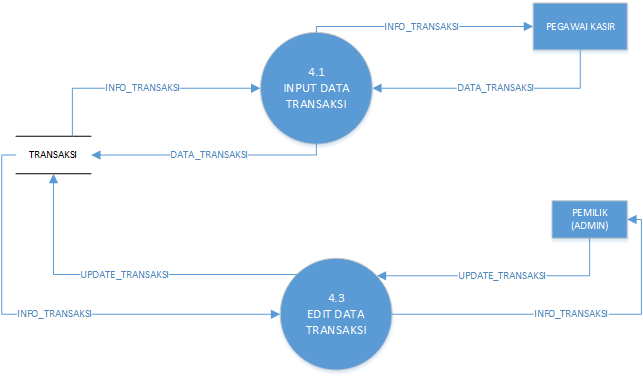 INFO_TRANSAKSI
PEGAWAI KASIR
4.1
INPUT DATA
TRANSAKSI
INFO_TRANSAKSI
DATA_TRANSAKSI
TRANSAKSI
DATA_TRANSAKSI
PEMILIK
(ADMIN)
UPDATE_TRANSAKSI
UPDATE_TRANSAKSI
4.3
EDIT DATA
TRANSAKSI
INFO_TRANSAKSI
INFO_TRANSAKSI